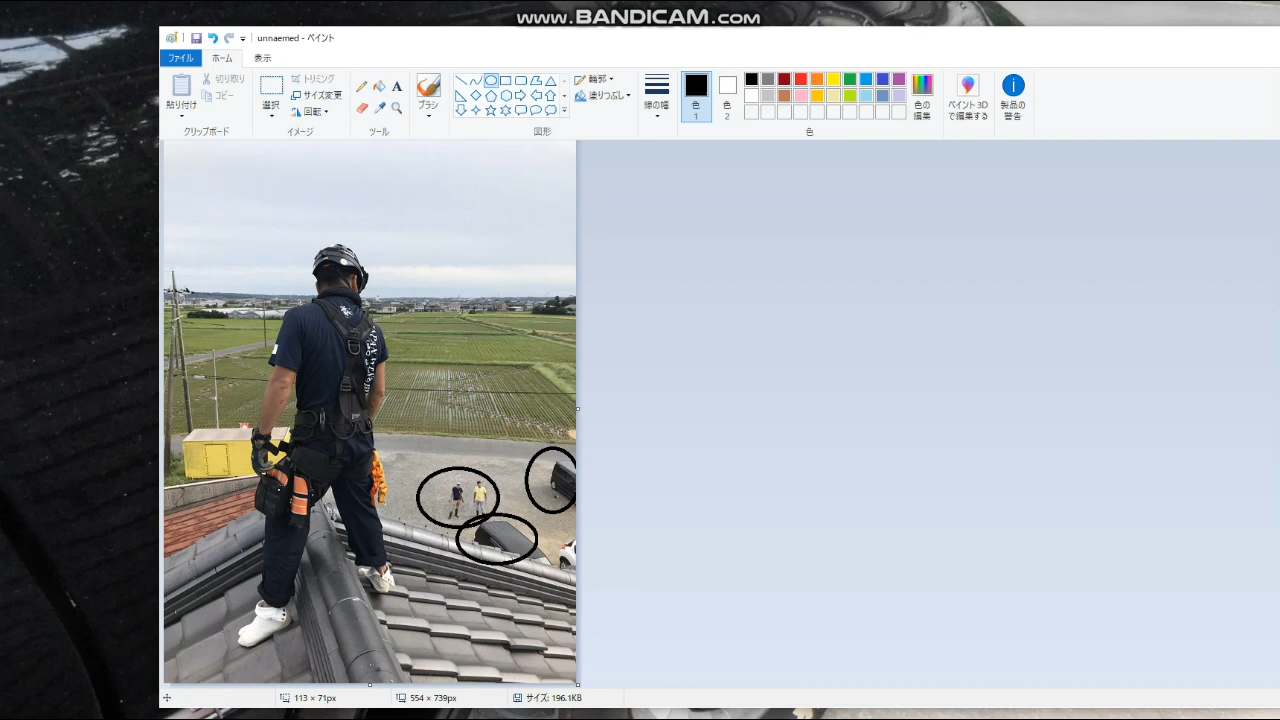 www.BANDICAM.com
unnaemed - ペイント
ファイル
ホーム
表示
貼り付け
切り取り
コピー
クリップボード
選択
トリミング
サイズ変更
回転
イメージ
A
ツール
ブラシ
輪郭
塗りつぶし
図形
線の幅
色
1
色
2
色の
編集
色
ペイント 3D
で編集する
製品の
警告
113 × 71px
554 × 739px
サイズ: 196.1KB